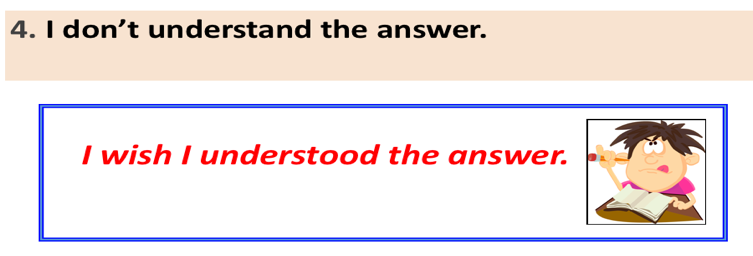 4. I don’t understand the answer.
I wish I understood the answer.